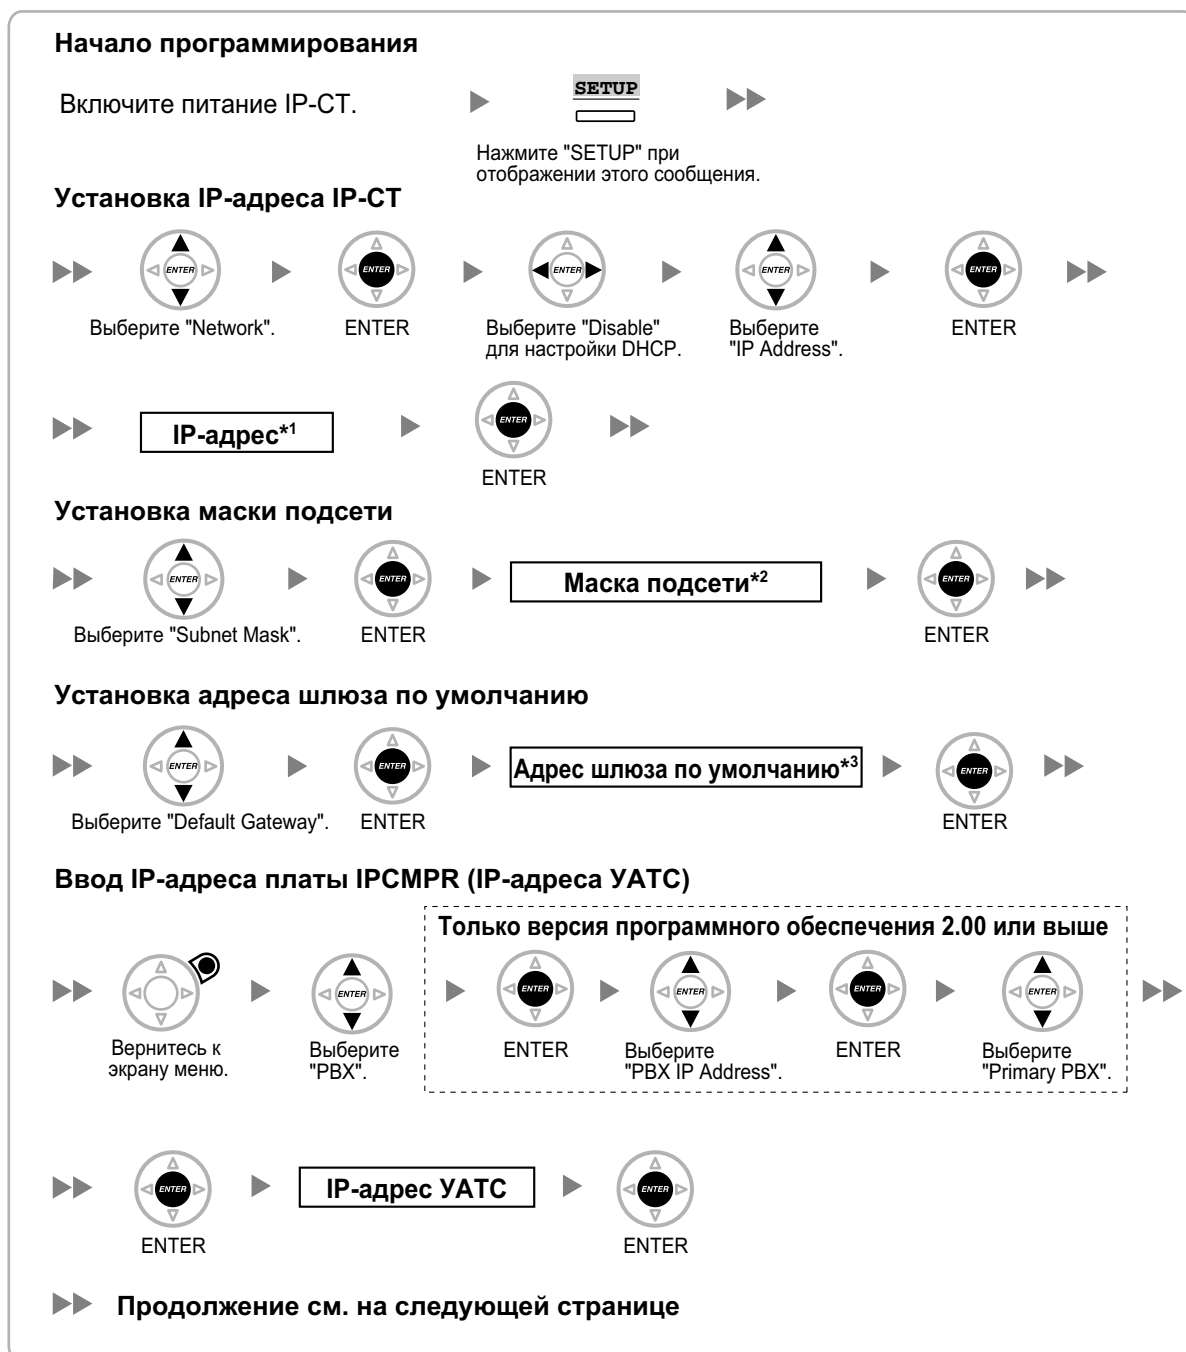 Начало программирования
Включите питание IP-CT.
SETUP
Нажмите "SETUP" при
отображении этого сообщения.
Установка IP-адреса IP-CT
ENTER
ENTER
ENTER
ENTER
ENTER
Выберите "Network".
ENTER
Выберите "Disable"
для настройки DHCP.
Выберите
"IP Address".
ENTER
IP-адрес*1
ENTER
ENTER
Установка маски подсети
ENTER
ENTER
Маска подсети*2
ENTER
Выберите "Subnet Mask".
ENTER
ENTER
Установка адреса шлюза по умолчанию
ENTER
ENTER
Адрес шлюза по умолчанию*3
ENTER
Выберите "Default Gateway".
ENTER
ENTER
Ввод IP-адреса платы IPCMPR (IP-адреса УАТС)
Только версия программного обеспечения 2.00 или выше
ENTER
ENTER
ENTER
ENTER
ENTER
Вернитесь к
экрану меню.
Выберите
"PBX".
ENTER
Выберите
"PBX IP Address".
ENTER
Выберите
"Primary PBX".
ENTER
IP-адрес УАТС
ENTER
ENTER
ENTER
Продолжение см. на следующей странице